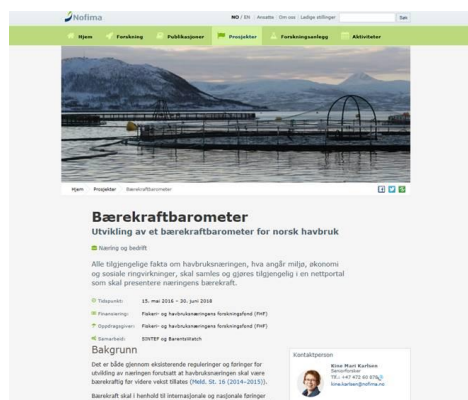 Nofima
NO / EN Ansatte Om oss Ledige stillinger Søk
Hjem Forskning Publikasjoner Prosjekter Forskningsanlegg Aktiviteter
Hjem Prosjekter Bærekraftbarometer
Bærekraftbarometer
Utvikling av et bærekraftbarometer for norsk havbruk
Næring og bedrift
Alle tilgjengelige fakta om havbruksnæringen, hva angår miljø, økonomi
og sosiale ringvirkninger, skal samles og gjøres tilgjengelig i en nettportal
som skal presentere næringens bærekraft.
Tidspunkt: 15. mai 2016 – 30. juni 2018
Finansiering: Fiskeri- og havbruksnæringens forskningsfond (FHF)
Oppdragsgiver: Fiskeri- og havbruksnæringens forskningsfond (FHF)
Samarbeid: SINTEF og BarentsWatch
Bakgrunn
Det er både gjennom eksisterende reguleringer og føringer for
utvikling av næringen forutsatt at havbruksnæringen skal være
bærekraftig for videre vekst tillates (Meld. St. 16 (2014–2015)).
Bærekraft skal i henhold til internasjonale og nasjonale føringer
Kontaktperson
Kine Mari Karlsen
Seniorforsker
kine.karlsen@nofima.no